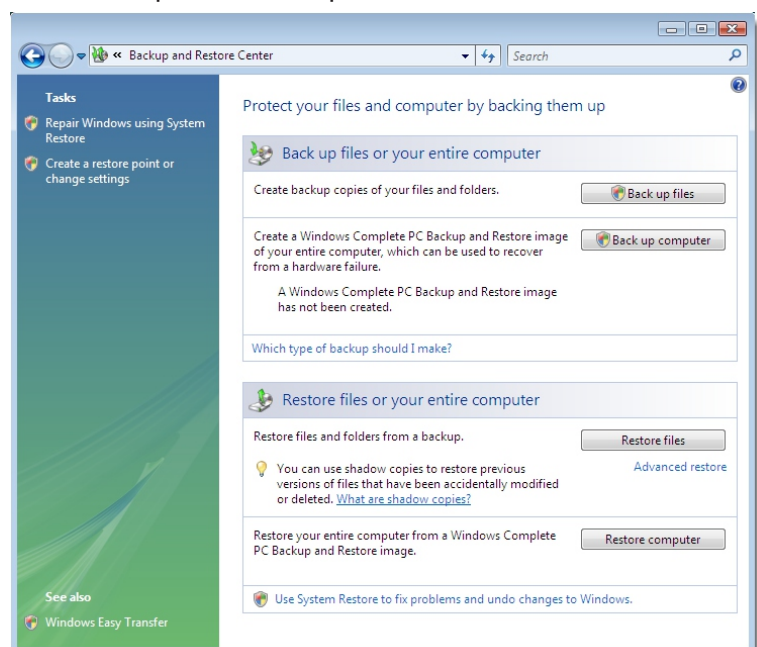 « Backup and Restore Center
Search
Tasks
Repair Windows using System
Restore
Create a restore point or
change settings
Protect your files and computer by backing them up
Back up files or your entire computer
Create backup copies of your files and folders.
Back up files
Create a Windows Complete PC Backup and Restore image
of your entire computer, which can be used to recover
from a hardware failure.
Back up computer
A Windows Complete PC Backup and Restore image
has not been created.
Which type of backup should I make?
Restore files or your entire computer
Restore files and folders from a backup.
Restore files
You can use shadow copies to restore previous
versions of files that have been accidentally modified
or deleted. What are shadow copies?
Advanced restore
Restore your entire computer from a Windows Complete
PC Backup and Restore image.
Restore computer
Use System Restore to fix problems and undo changes to Windows.
See also
Windows Easy Transfer